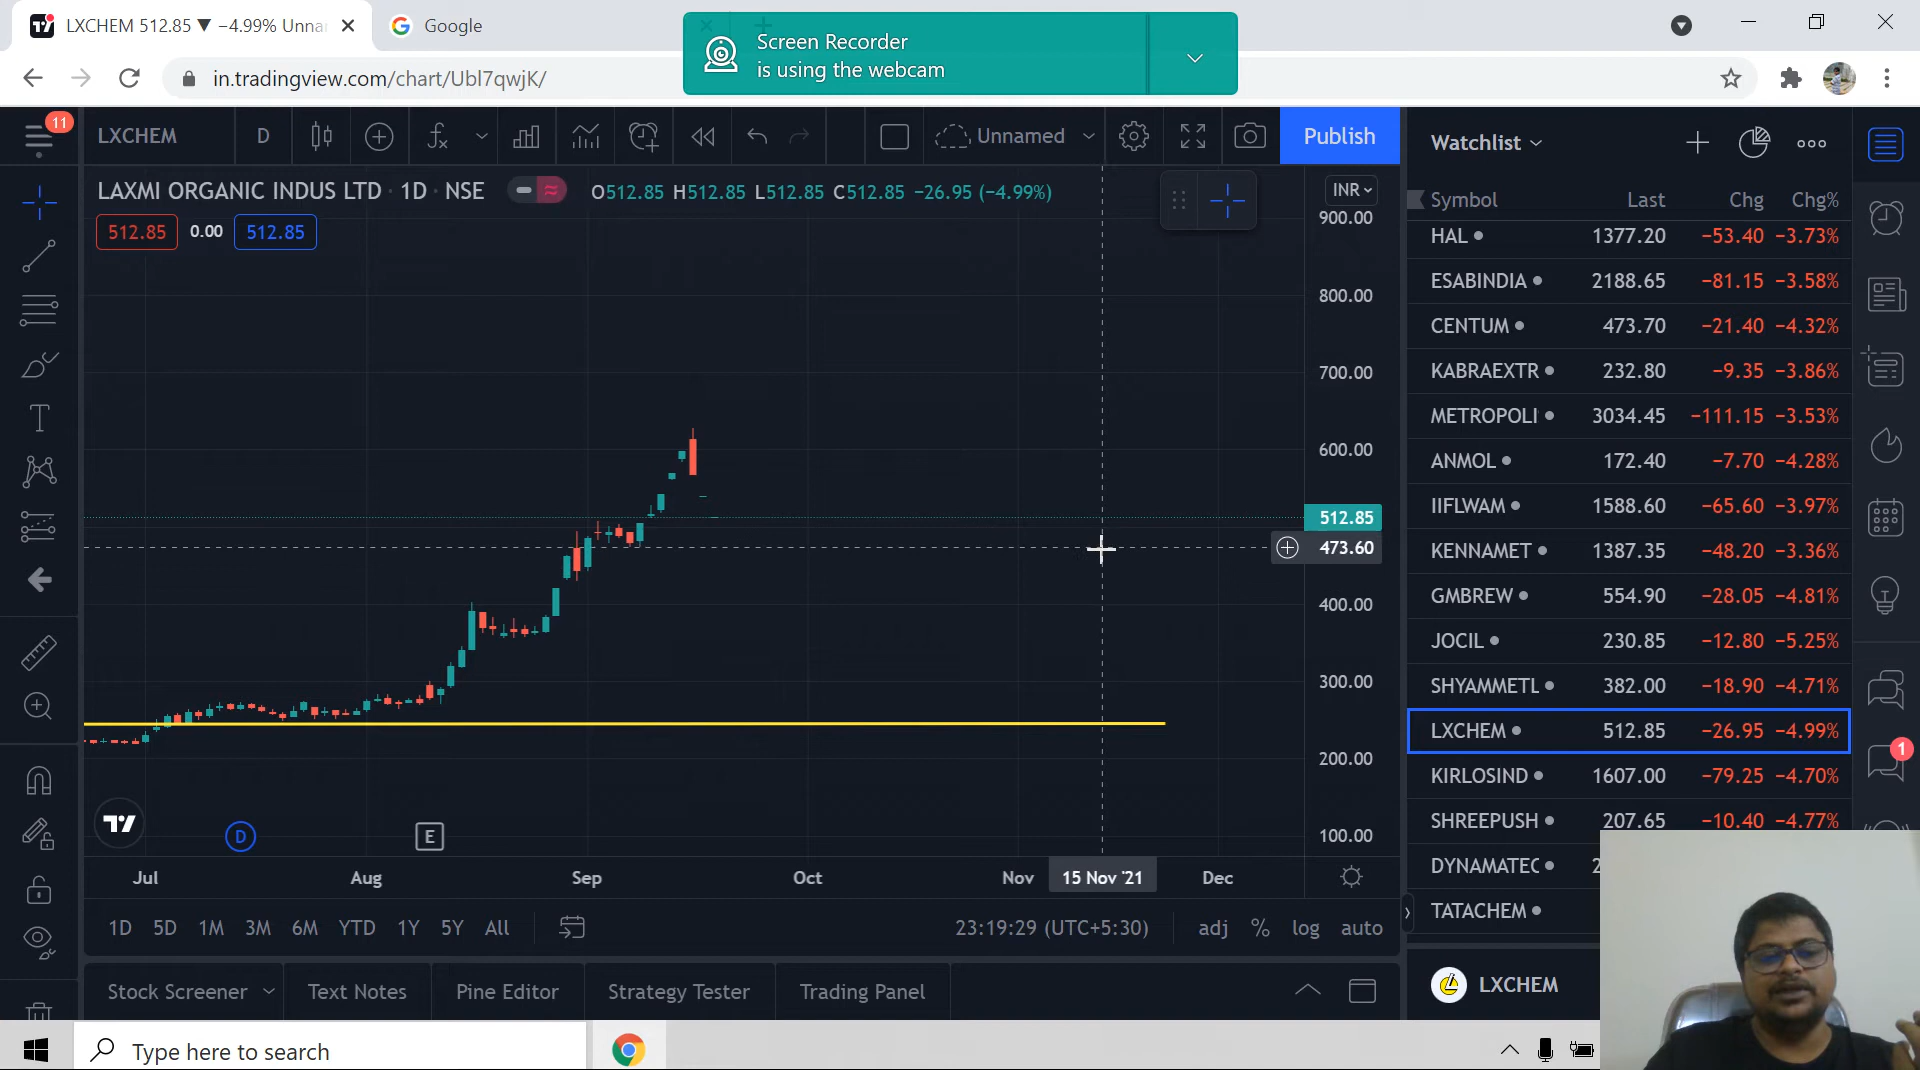 LXCHEM 512.85 ▼ −4.99% Unna
Google
Screen Recorder
is using the webcam
in.tradingview.com/chart/Ubl7qwjK/
11
LXCHEM
D
Unnamed
Publish
LAXMI ORGANIC INDUS LTD · 1D · NSE
O512.85 H512.85 L512.85 C512.85 −26.95 (−4.99%)
512.85 0.00 512.85
INR
900.00
800.00
700.00
600.00
512.85
473.60
400.00
300.00
200.00
100.00
D
E
Jul Aug Sep Oct Nov 15 Nov '21 Dec
1D 5D 1M 3M 6M YTD 1Y 5Y All
23:19:29 (UTC+5:30) adj % log auto
Stock Screener Text Notes Pine Editor Strategy Tester Trading Panel
Watchlist
Symbol Last Chg Chg%
HAL 1377.20 −53.40 −3.73%
ESABINDIA 2188.65 −81.15 −3.58%
CENTUM 473.70 −21.40 −4.32%
KABRAEXTR 232.80 −9.35 −3.86%
METROPOLI 3034.45 −111.15 −3.53%
ANMOL 172.40 −7.70 −4.28%
IIFLWAM 1588.60 −65.60 −3.97%
KENNAMET 1387.35 −48.20 −3.36%
GMBREW 554.90 −28.05 −4.81%
JOCIL 230.85 −12.80 −5.25%
SHYAMMETL 382.00 −18.90 −4.71%
LXCHEM 512.85 −26.95 −4.99%
KIRLOSIND 1607.00 −79.25 −4.70%
SHREEPUSH 207.65 −10.40 −4.77%
DYNAMATEC 2
TATACHEM
LXCHEM
1
Type here to search